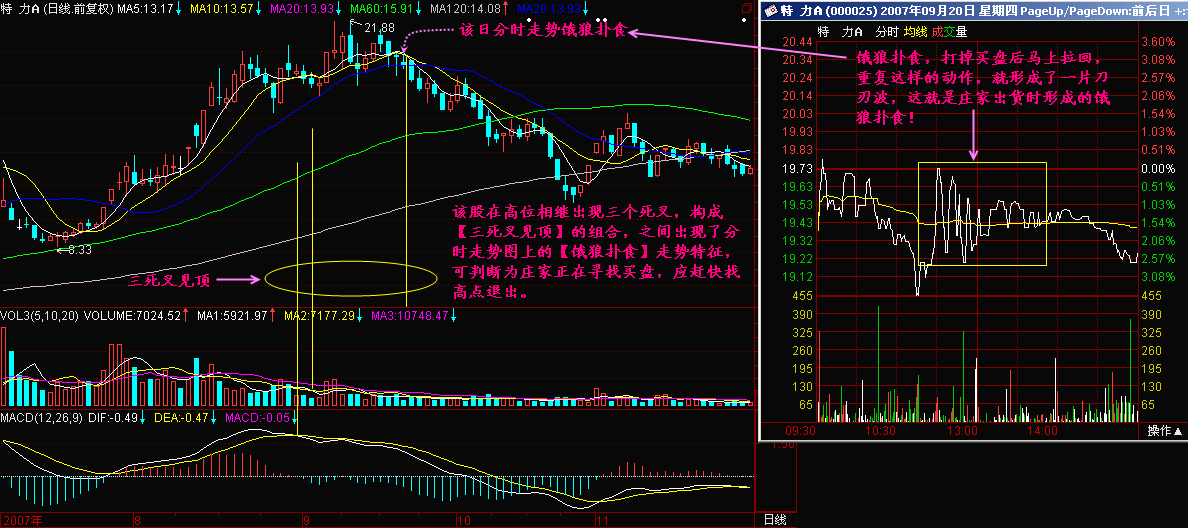 特 力A (日线.前复权) MA5:13.17↓ MA10:13.57↓ MA20:13.93↓ MA60:15.91↓ MA120:14.08↑ MA20:13.93↓
21.88
该日分时走势饿狼扑食
←8.33
三死叉见顶
该股在高位相继出现三个死叉，构成
【三死叉见顶】的组合，之间出现了分
时走势图上的【饿狼扑食】走势特征，
可判断为庄家正在寻找买盘，应赶快找
高点退出。
VOL3(5,10,20) VOLUME:7024.52↑ MA1:5921.97↑ MA2:7177.29↓ MA3:10748.47↓
MACD(12,26,9) DIF:-0.49↓ DEA:-0.47↓ MACD:-0.05↓
2007年 8 9 10 11 日线
特 力A (000025) 2007年09月20日 星期四 PageUp/PageDown:前后日
特 力A 分时 均线 成交量
饿狼扑食，打掉买盘后马上拉回，
重复这样的动作，就形成了一片刀
刃波，这就是庄家出货时形成的饿
狼扑食！
20.44 3.60%
20.34 3.08%
20.24 2.57%
20.14 2.06%
20.03 1.54%
19.93 1.03%
19.83 0.51%
19.73 0.00%
19.63 0.51%
19.53 1.03%
19.43 1.54%
19.32 2.06%
19.22 2.57%
19.12 3.08%
455 455
390 390
325 325
260 260
195 195
130 130
65 65
09:30 10:30 13:00 14:00 操作▲